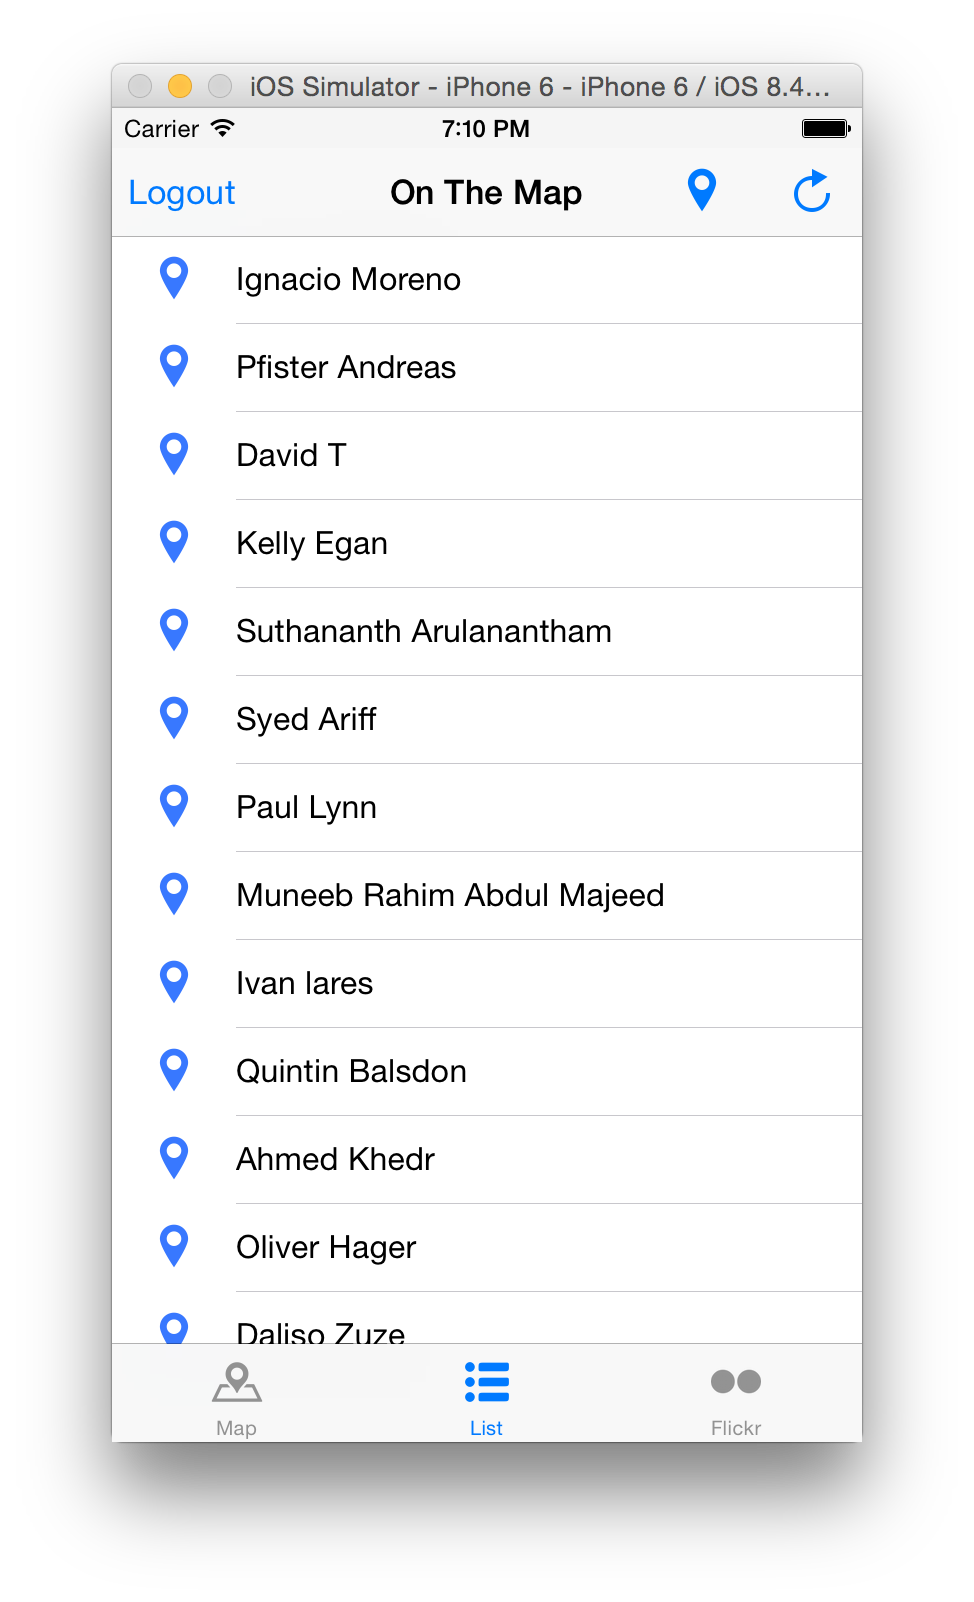 iOS Simulator - iPhone 6 - iPhone 6 / iOS 8.4...
Carrier 7:10 PM
Logout On The Map
Ignacio Moreno
Pfister Andreas
David T
Kelly Egan
Suthananth Arulanantham
Syed Ariff
Paul Lynn
Muneeb Rahim Abdul Majeed
Ivan lares
Quintin Balsdon
Ahmed Khedr
Oliver Hager
Daliso Zuze
Map List Flickr